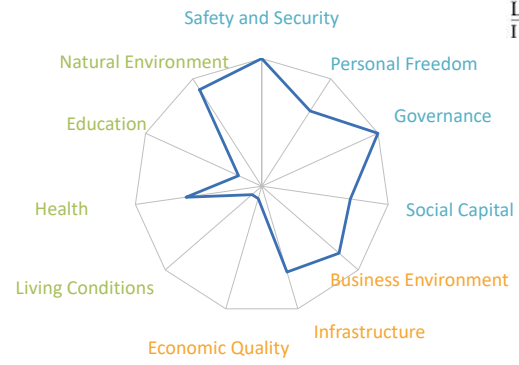 Safety and Security
Natural Environment
Personal Freedom
Education
Governance
Health
Social Capital
Living Conditions
Business Environment
Economic Quality
Infrastructure